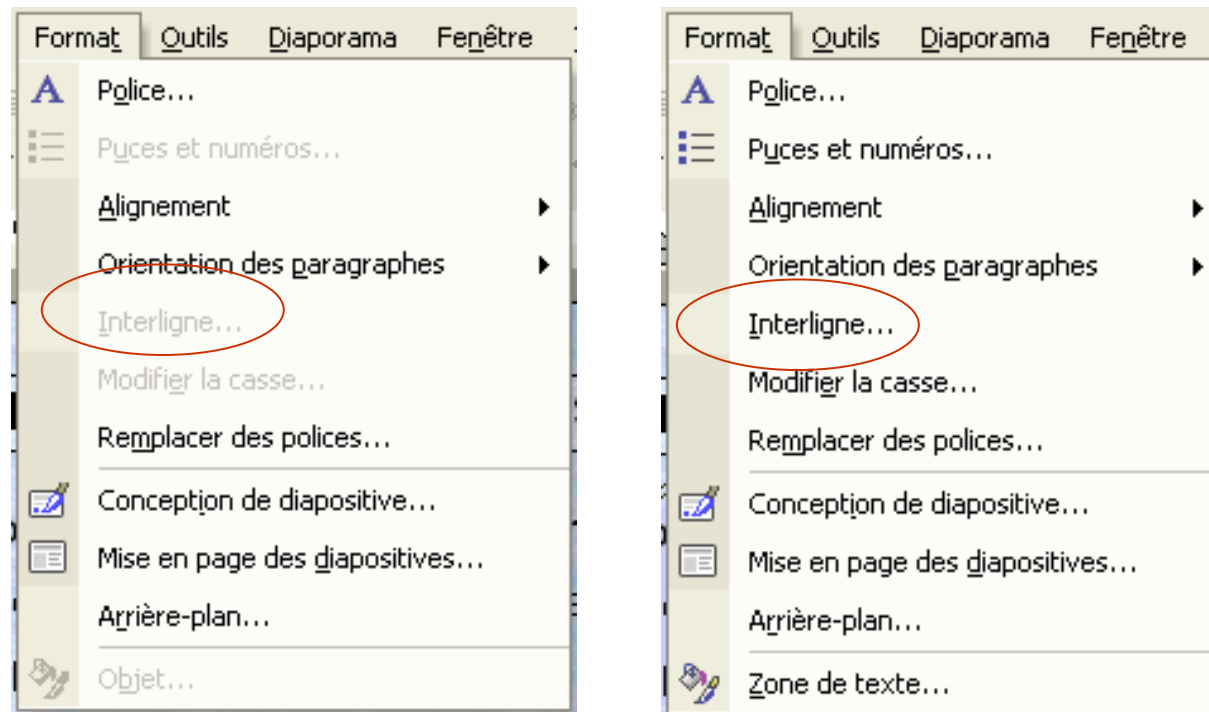 Format Outils Diaporama Fenêtre
Police...
Puces et numéros...
Alignement
Orientation des paragraphes
Interligne...
Modifier la casse...
Remplacer des polices...
Conception de diapositive...
Mise en page des diapositives...
Arrière-plan...
Objet...
Format Outils Diaporama Fenêtre
Police...
Puces et numéros...
Alignement
Orientation des paragraphes
Interligne...
Modifier la casse...
Remplacer des polices...
Conception de diapositive...
Mise en page des diapositives...
Arrière-plan...
Zone de texte...